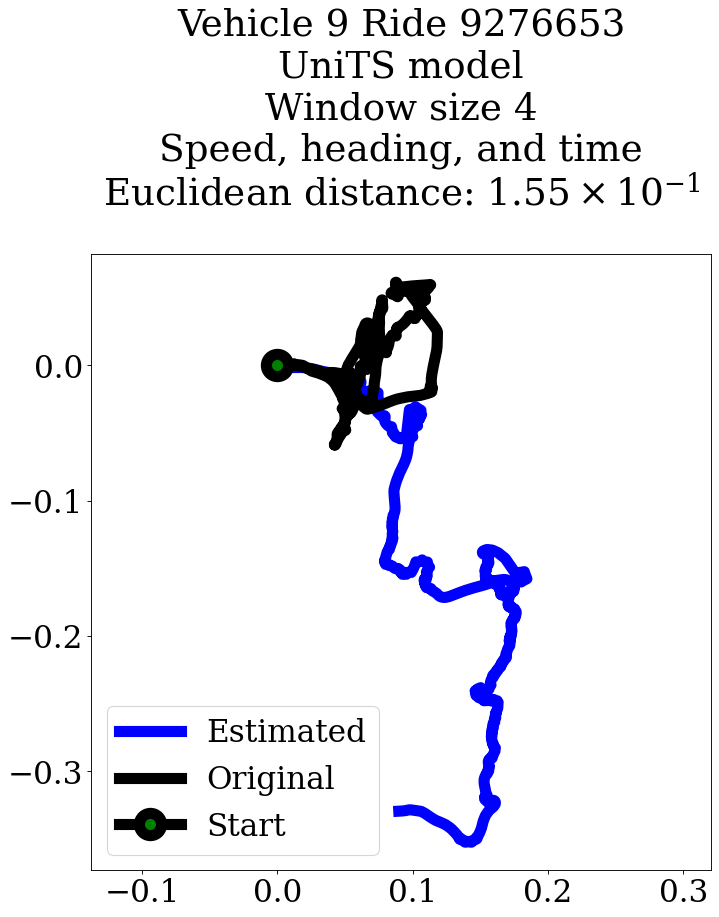 Vehicle 9 Ride 9276653
UniTS model
Window size 4
Speed, heading, and time
Euclidean distance: 1.55 × 10⁻¹
0.0
−0.1
−0.2
−0.3
Estimated
Original
Start
−0.1 0.0 0.1 0.2 0.3